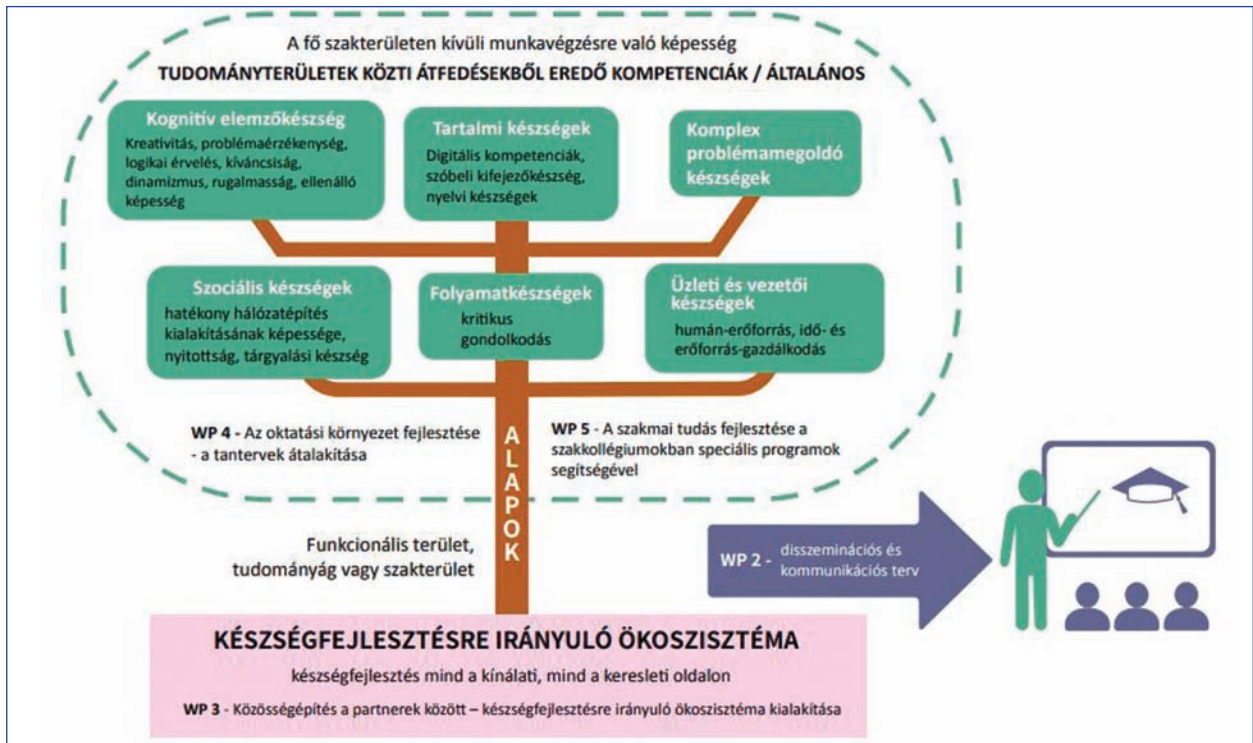 A fő szakterületen kívüli munkavégzésre való képesség
TUDOMÁNYTERÜLETEK KÖZTI ÁTFEDÉSEKBŐL EREDŐ KOMPETENCIÁK / ÁLTALÁNOS
Kognitív elemzőkészség
Kreativitás, problémaérzékenység,
logikai érvelés, kíváncsiság,
dinamizmus, rugalmasság, ellenálló
képesség
Tartalmi készségek
Digitális kompetenciák,
szóbeli kifejezőkészség,
nyelvi készségek
Komplex
problémamegoldó
készségek
Szociális készségek
hatékony hálózatépítés
kialakításának képessége,
nyitottság, tárgyalási készség
Folyamatkészségek
kritikus
gondolkodás
Üzleti és vezetői
készségek
humán-erőforrás, idő- és
erőforrás-gazdálkodás
WP 4 - Az oktatási környezet fejlesztése
- a tantervek átalakítása
ALAPOK
WP 5 - A szakmai tudás fejlesztése a
szakkollégiumokban speciális programok
segítségével
Funkcionális terület,
tudományág vagy szakterület
WP 2 - disszeminációs és
kommunikációs terv
KÉSZSÉGFEJLESZTÉSRE IRÁNYULÓ ÖKOSZISZTÉMA
készségfejlesztés mind a kínálati, mind a keresleti oldalon
WP 3 - Közösségépítés a partnerek között – készségfejlesztésre irányuló ökoszisztéma kialakítása